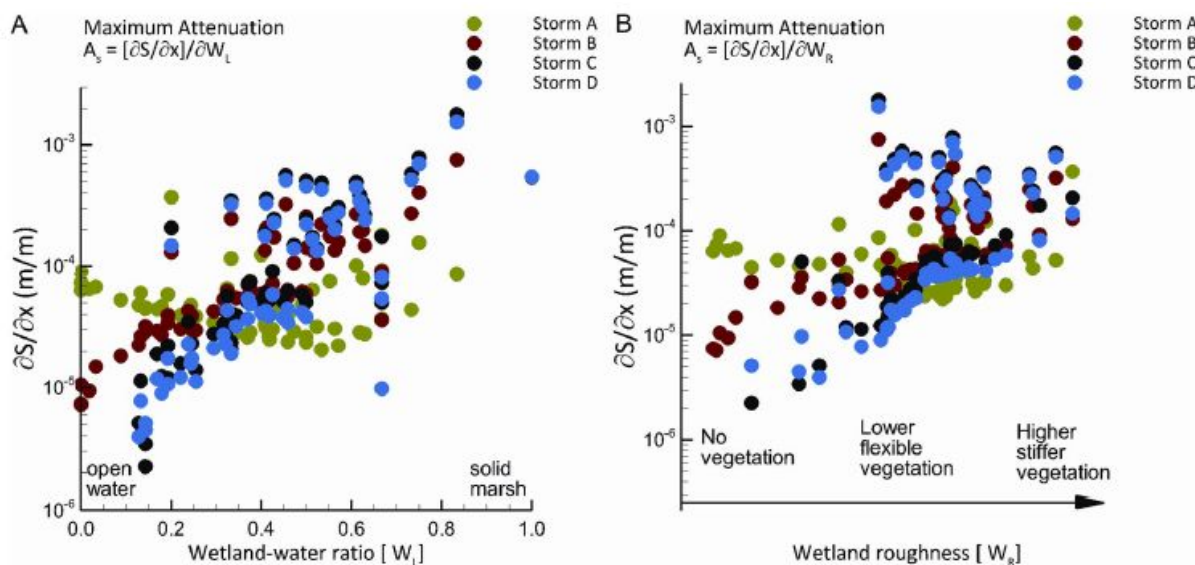 A
Maximum Attenuation
Aₛ = [∂S/∂x]/∂W_L
Storm A
Storm B
Storm C
Storm D
∂S/∂x (m/m)
10⁻³
10⁻⁴
10⁻⁵
10⁻⁶
open
water
solid
marsh
0.0 0.2 0.4 0.6 0.8 1.0
Wetland-water ratio [ W_L]
B
Maximum Attenuation
Aₛ = [∂S/∂x]/∂W_R
Storm A
Storm B
Storm C
Storm D
∂S/∂x (m/m)
10⁻³
10⁻⁴
10⁻⁵
10⁻⁶
No
vegetation
Lower
flexible
vegetation
Higher
stiffer
vegetation
Wetland roughness [ W_R]